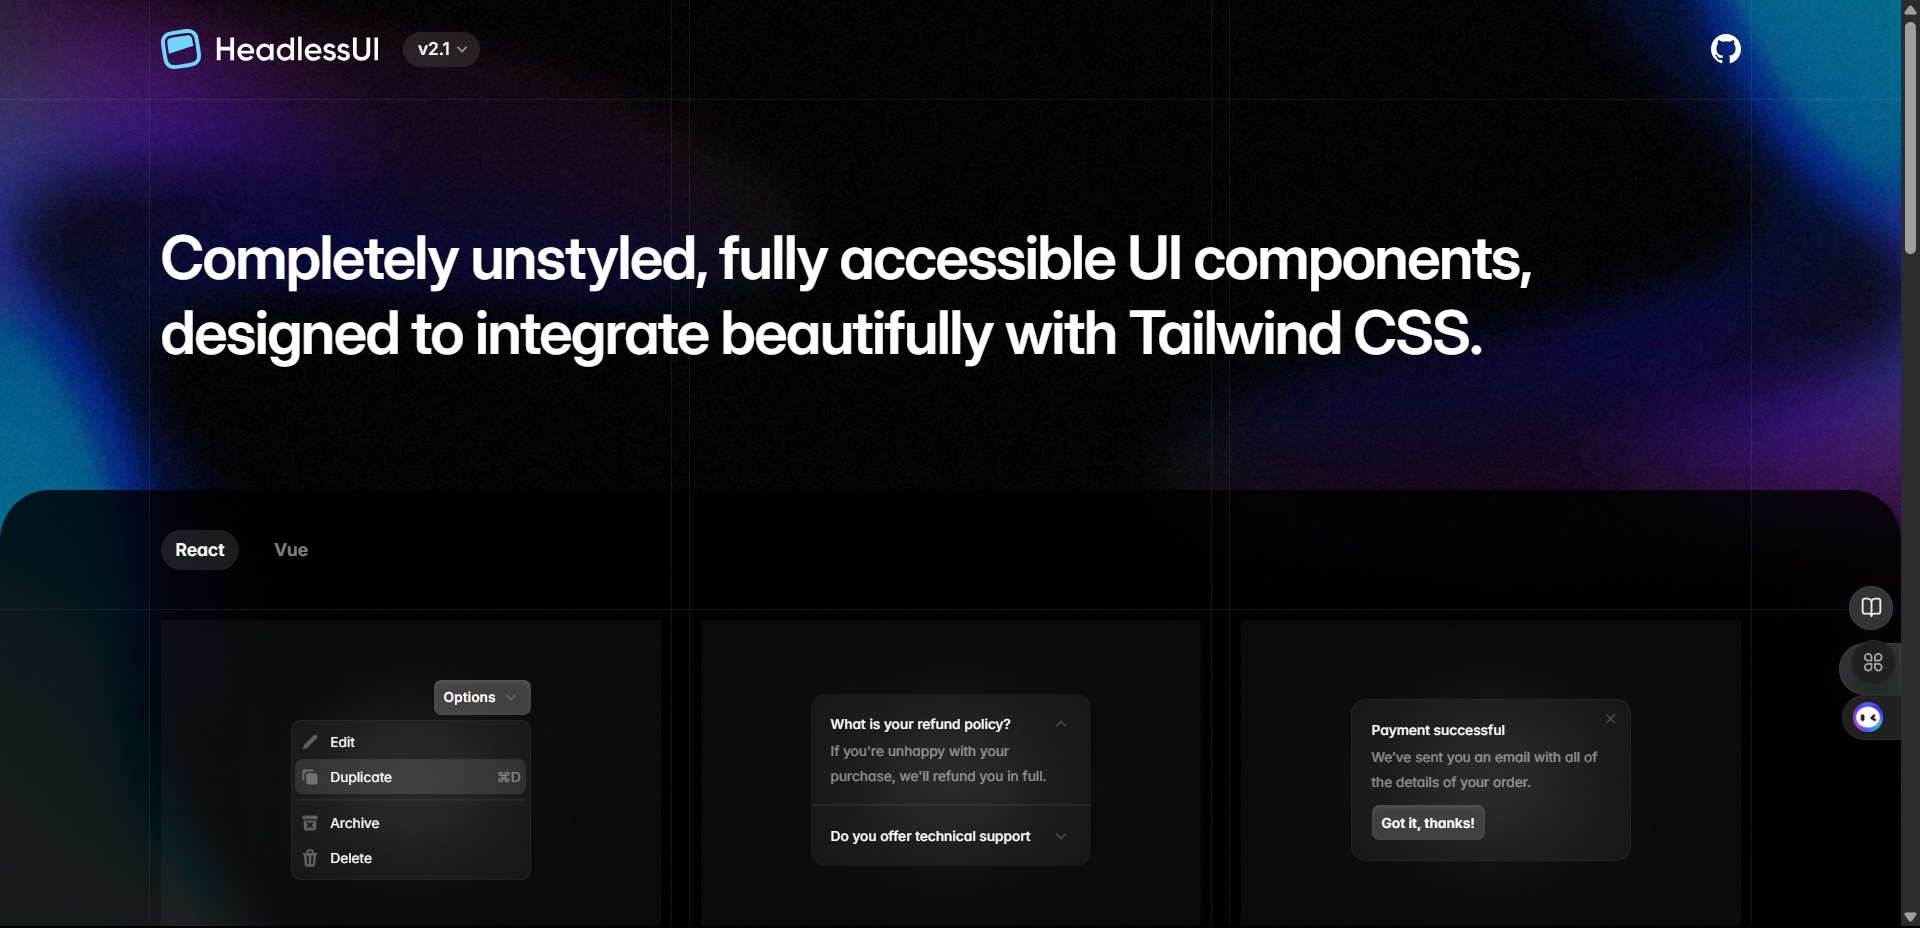 HeadlessUI
v2.1
Completely unstyled, fully accessible UI components,
designed to integrate beautifully with Tailwind CSS.
React
Vue
Options
Edit
Duplicate ⌘D
Archive
Delete
What is your refund policy?
If you're unhappy with your
purchase, we'll refund you in full.
Do you offer technical support
Payment successful
We’ve sent you an email with all of
the details of your order.
Got it, thanks!